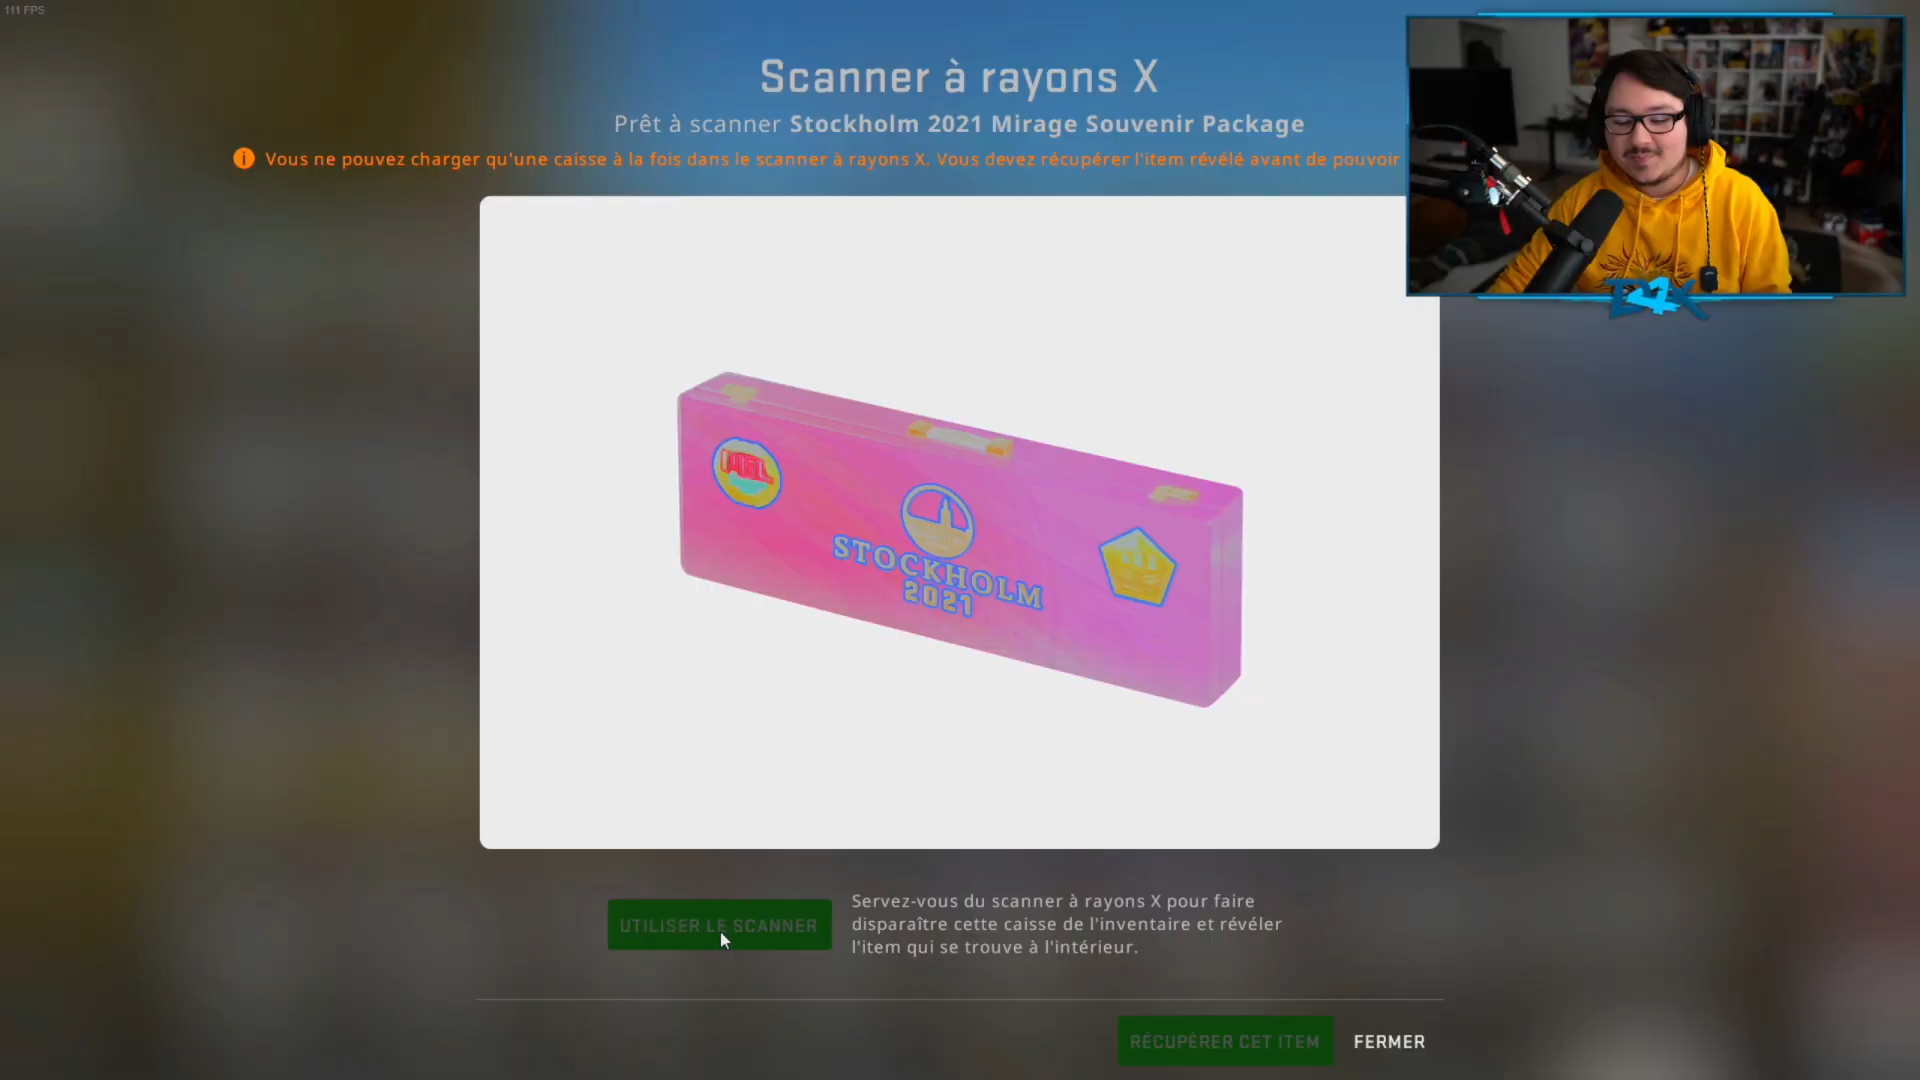 111 FPS
Scanner à rayons X
Prêt à scanner Stockholm 2021 Mirage Souvenir Package
Vous ne pouvez charger qu'une caisse à la fois dans le scanner à rayons X. Vous devez récupérer l'item révélé avant de pouvoir
PGL
STOCKHOLM
2021
UTILISER LE SCANNER
Servez-vous du scanner à rayons X pour faire
disparaître cette caisse de l'inventaire et révéler
l'item qui se trouve à l'intérieur.
RÉCUPÉRER CET ITEM
FERMER